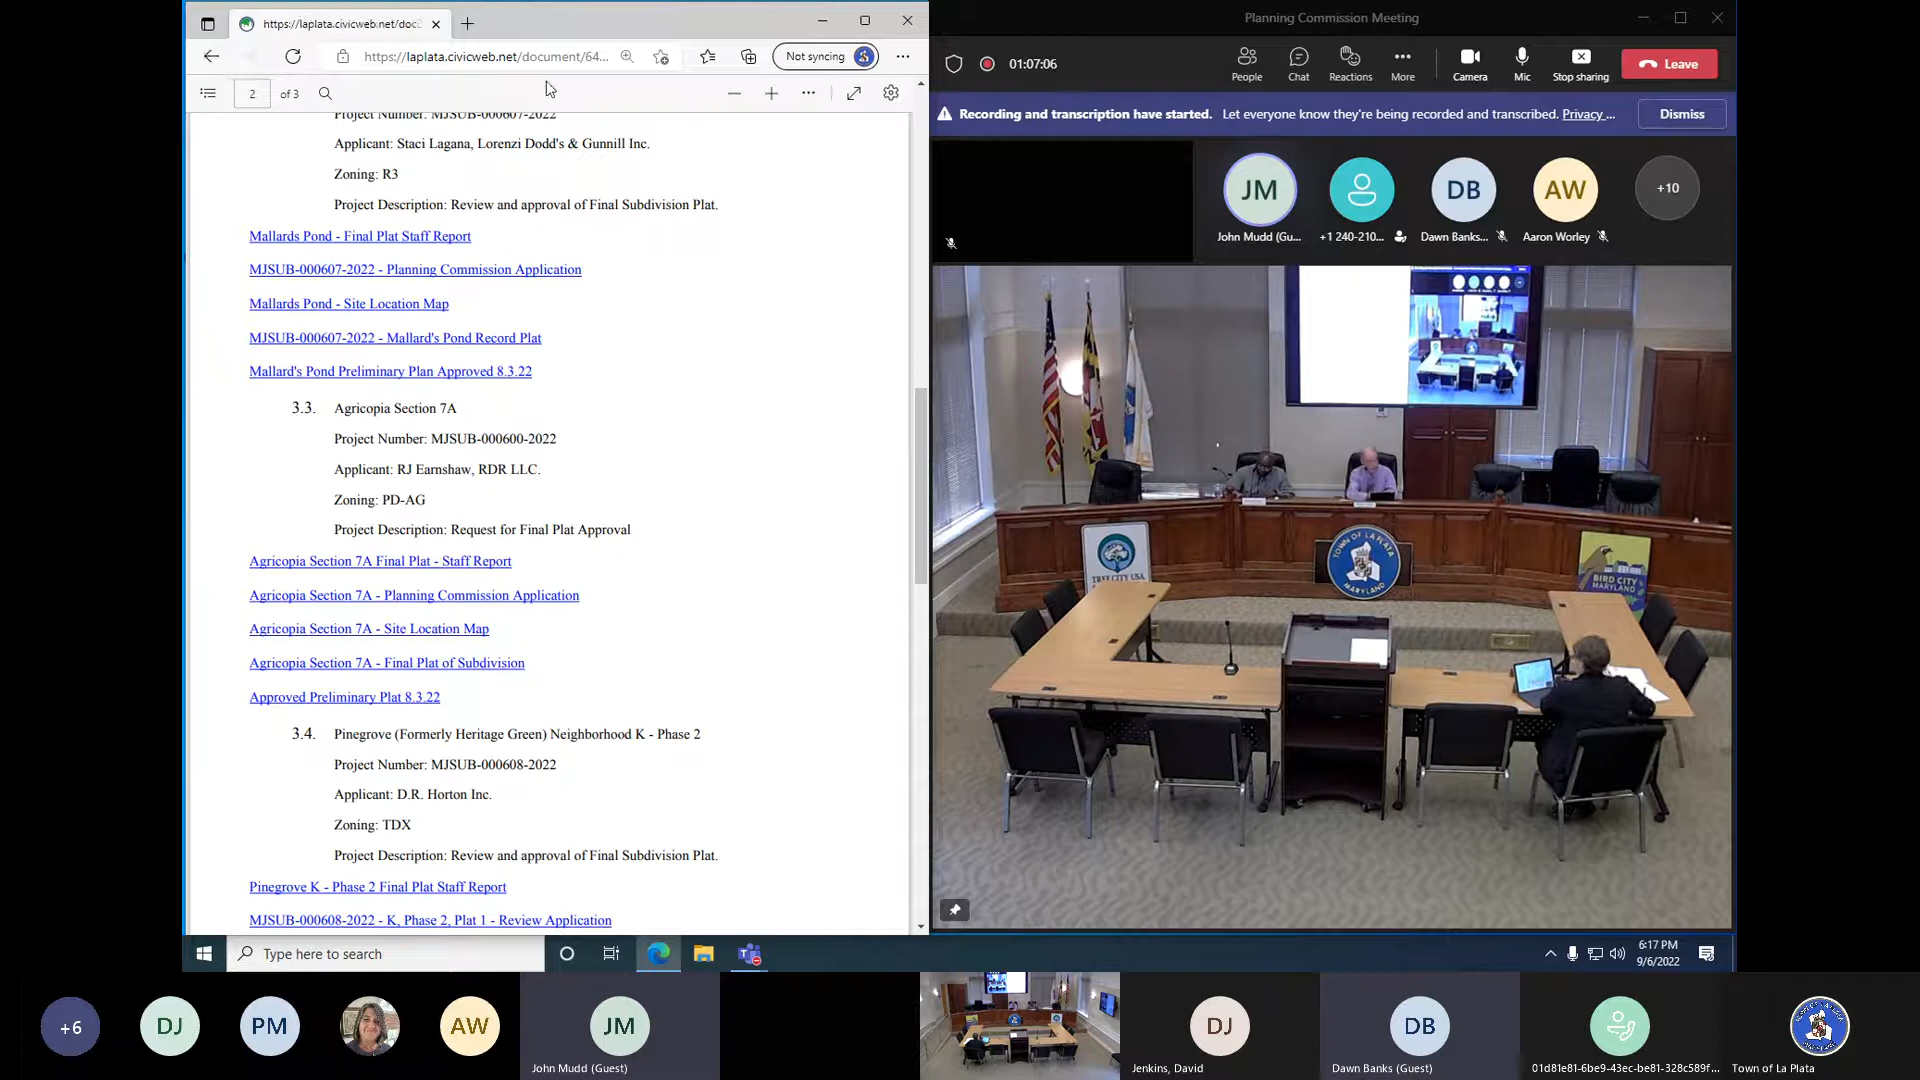 https://laplata.civicweb.net/doc
https://laplata.civicweb.net/document/64...
Not syncing
2 of 3
Project Number: MJSUB-000607-2022
Applicant: Staci Lagana, Lorenzi Dodd's & Gunnill Inc.
Zoning: R3
Project Description: Review and approval of Final Subdivision Plat.
Mallards Pond - Final Plat Staff Report
MJSUB-000607-2022 - Planning Commission Application
Mallards Pond - Site Location Map
MJSUB-000607-2022 - Mallard's Pond Record Plat
Mallard's Pond Preliminary Plan Approved 8.3.22
3.3. Agricopia Section 7A
Project Number: MJSUB-000600-2022
Applicant: RJ Earnshaw, RDR LLC.
Zoning: PD-AG
Project Description: Request for Final Plat Approval
Agricopia Section 7A Final Plat - Staff Report
Agricopia Section 7A - Planning Commission Application
Agricopia Section 7A - Site Location Map
Agricopia Section 7A - Final Plat of Subdivision
Approved Preliminary Plat 8.3.22
3.4. Pinegrove (Formerly Heritage Green) Neighborhood K - Phase 2
Project Number: MJSUB-000608-2022
Applicant: D.R. Horton Inc.
Zoning: TDX
Project Description: Review and approval of Final Subdivision Plat.
Pinegrove K - Phase 2 Final Plat Staff Report
MJSUB-000608-2022 - K, Phase 2, Plat 1 - Review Application
Type here to search
Planning Commission Meeting
01:07:06
People
Chat
Reactions
More
Camera
Mic
Stop sharing
Leave
Recording and transcription have started. Let everyone know they're being recorded and transcribed. Privacy ...
Dismiss
JM
DB
AW
+10
John Mudd (Gu...
+1 240-210...
Dawn Banks...
Aaron Worley
TREE CITY USA
TOWN OF LA PLATA
MARYLAND
BIRD CITY
MARYLAND
6:17 PM
9/6/2022
+6
DJ
PM
AW
JM
John Mudd (Guest)
DJ
Jenkins, David
DB
Dawn Banks (Guest)
01d81e81-6be9-43ec-be81-328c589f...
Town of La Plata